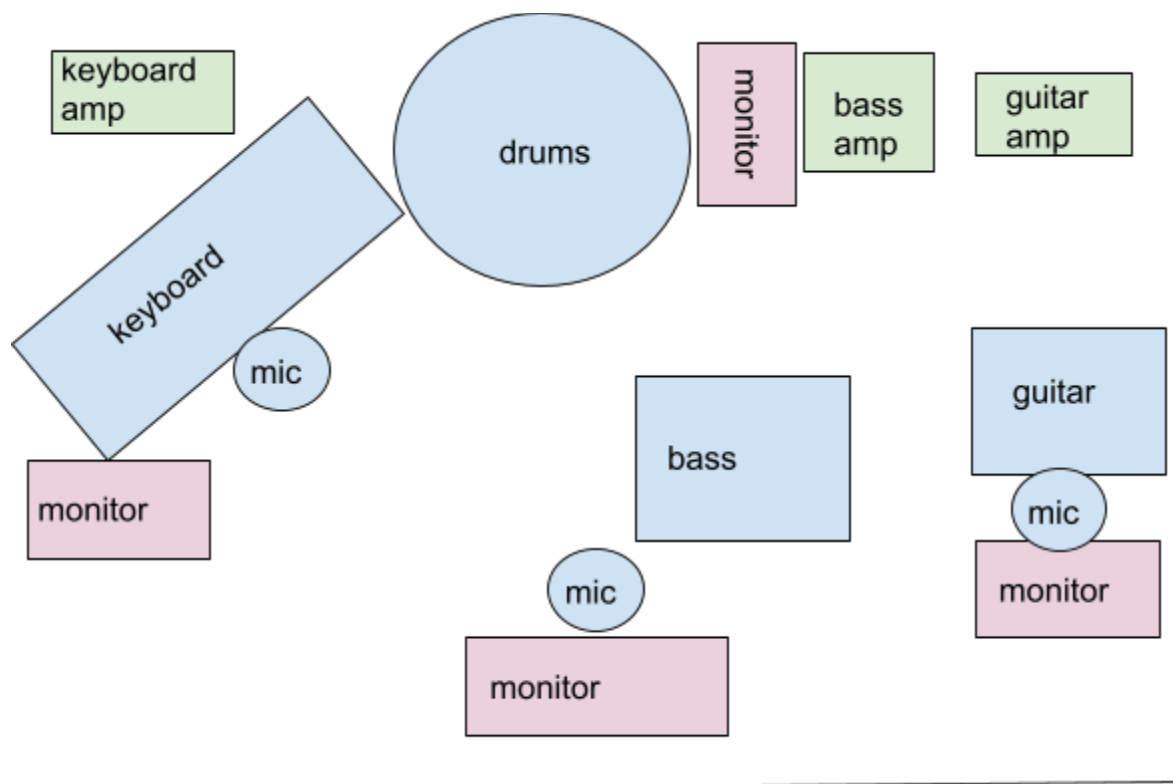 keyboard
amp
drums
monitor
bass
amp
guitar
amp
keyboard
mic
guitar
bass
monitor
mic
mic
monitor
monitor